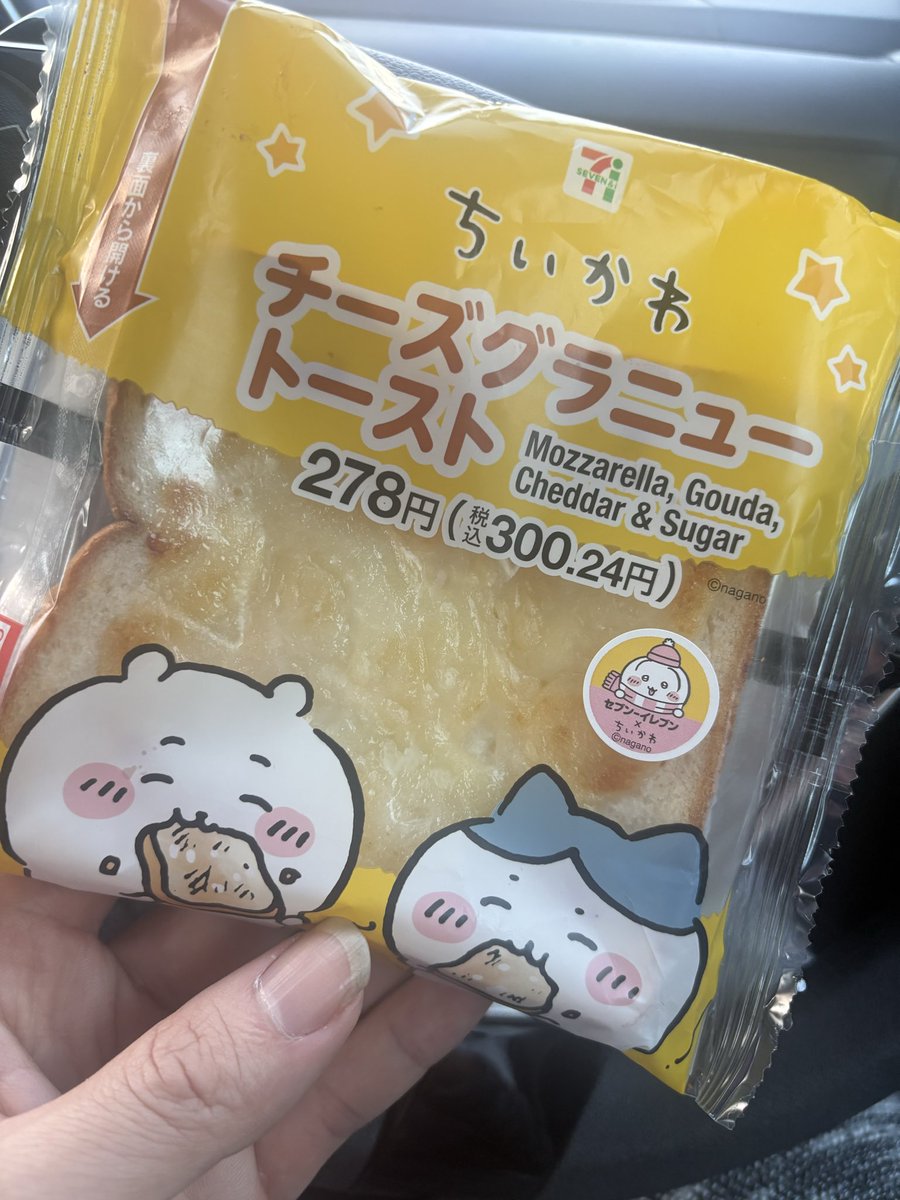 裏面から開ける
7i
SEVEN&i
ちいかわ
チーズグラニュー
トースト
Mozzarella, Gouda,
Cheddar & Sugar
278円(税込300.24円)
©nagano
セブン-イレブン
×
ちいかわ
©nagano